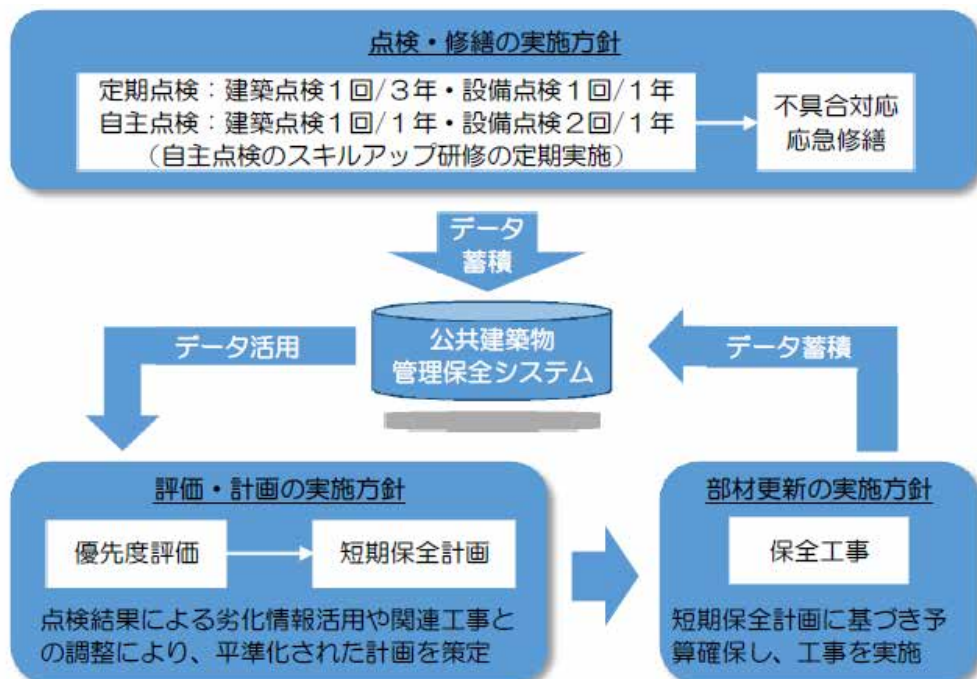 点検・修繕の実施方針
定期点検：建築点検１回/３年・設備点検１回/１年
自主点検：建築点検１回/１年・設備点検２回/１年
（自主点検のスキルアップ研修の定期実施）
不具合対応
応急修繕
データ
蓄積
データ活用
公共建築物
管理保全システム
データ蓄積
評価・計画の実施方針
優先度評価
短期保全計画
点検結果による劣化情報活用や関連工事と
の調整により、平準化された計画を策定
部材更新の実施方針
保全工事
短期保全計画に基づき予
算確保し、工事を実施